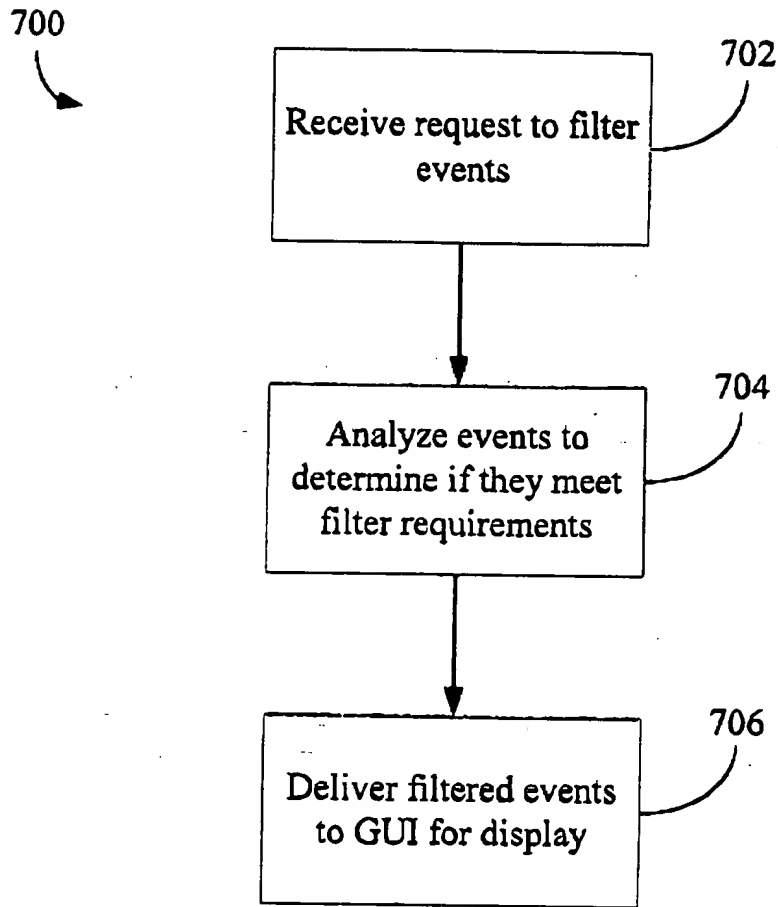 700
702
Receive request to filter
events
704
Analyze events to
determine if they meet
filter requirements
706
Deliver filtered events
to GUI for display